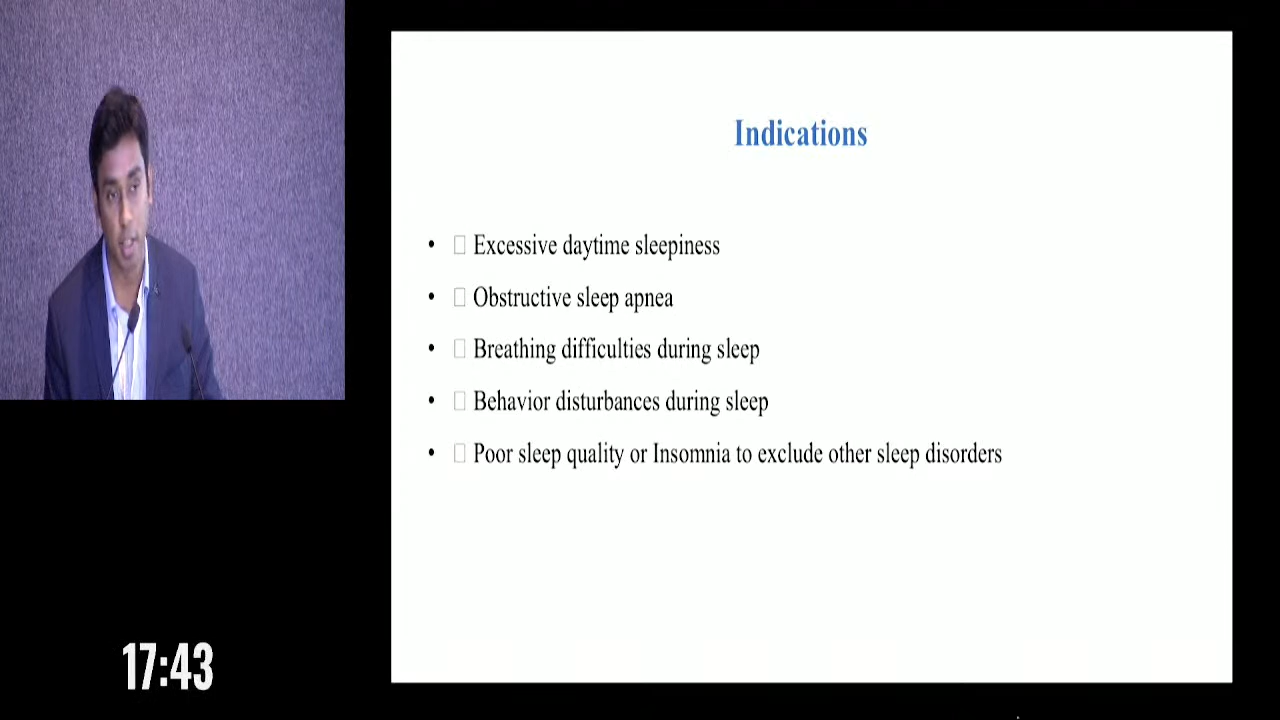 Indications
• □ Excessive daytime sleepiness
• □ Obstructive sleep apnea
• □ Breathing difficulties during sleep
• □ Behavior disturbances during sleep
• □ Poor sleep quality or Insomnia to exclude other sleep disorders
17:43